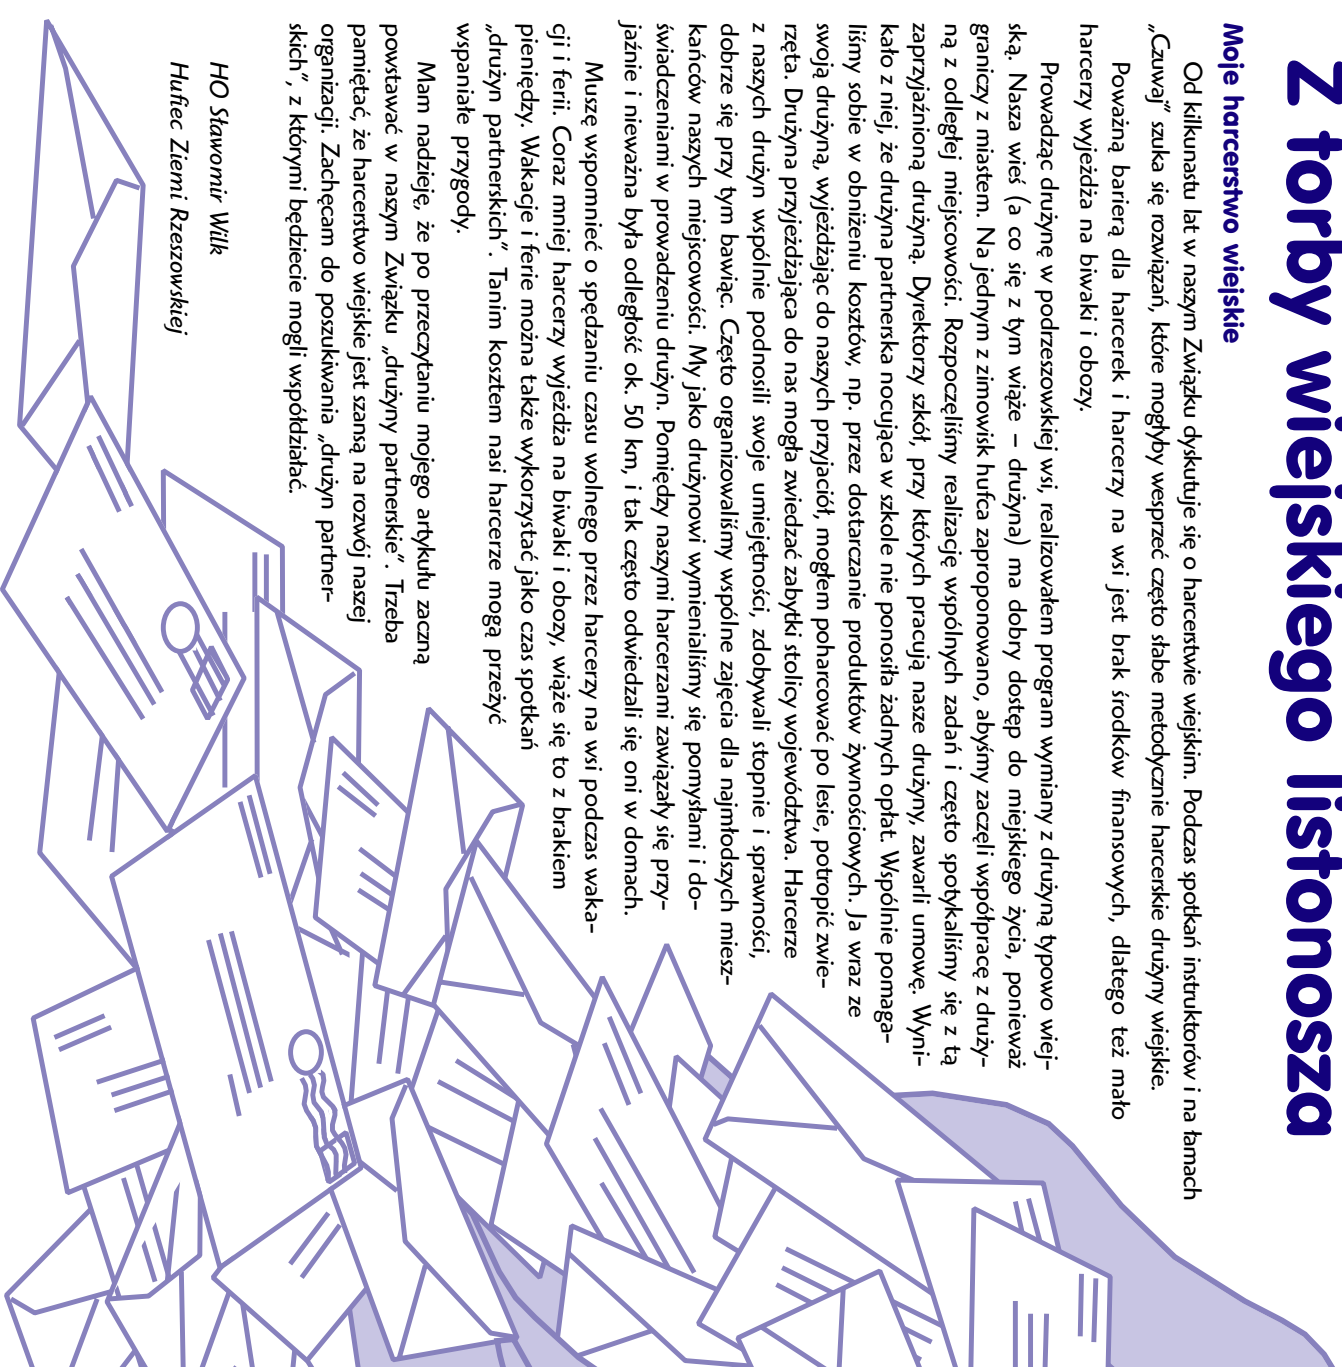 Z torby wiejskiego listonosza
Moje harcerstwo wiejskie
Od kilkunastu lat w naszym Związku dyskutuje się o harcerstwie wiejskim. Podczas spotkań instruktorów i na łamach
„Czuwaj” szuka się rozwiązań, które mogłyby wesprzeć często słabe metodycznie harcerskie drużyny wiejskie.
Poważną barierą dla harcerek i harcerzy na wsi jest brak środków finansowych, dlatego też mało
harcerzy wyjeżdża na biwaki i obozy.
Prowadząc drużynę w podrzeszowskiej wsi, realizowałem program wymiany z drużyną typowo wiej-
ską. Nasza wieś (a co się z tym wiąże – drużyna) ma dobry dostęp do miejskiego życia, ponieważ
graniczy z miastem. Na jednym z zimowisk hufca zaproponowano, abyśmy zaczęli współpracę z druży-
ną z odległej miejscowości. Rozpoczęliśmy realizację wspólnych zadań i często spotykaliśmy się z tą
zaprzyjaźnioną drużyną. Dyrektorzy szkół, przy których pracują nasze drużyny, zawarli umowę. Wyni-
kało z niej, że drużyna partnerska nocująca w szkole nie ponosiła żadnych opłat. Wspólnie pomaga-
liśmy sobie w obniżeniu kosztów, np. przez dostarczanie produktów żywnościowych. Ja wraz ze
swoją drużyną, wyjeżdżając do naszych przyjaciół, mogłem poharcować po lesie, potropić zwie-
rzęta. Drużyna przyjeżdżająca do nas mogła zwiedzać zabytki stolicy województwa. Harcerze
z naszych drużyn wspólnie podnosili swoje umiejętności, zdobywali stopnie i sprawności,
dobrze się przy tym bawiąc. Często organizowaliśmy wspólne zajęcia dla najmłodszych miesz-
kańców naszych miejscowości. My jako drużynowi wymienialiśmy się pomysłami i do-
świadczeniami w prowadzeniu drużyn. Pomiędzy naszymi harcerzami zawiązały się przy-
jaźnie i nieważna była odległość ok. 50 km, i tak często odwiedzali się oni w domach.
Muszę wspomnieć o spędzaniu czasu wolnego przez harcerzy na wsi podczas waka-
cji i ferii. Coraz mniej harcerzy wyjeżdża na biwaki i obozy, wiąże się to z brakiem
pieniędzy. Wakacje i ferie można także wykorzystać jako czas spotkań
„drużyn partnerskich”. Tanim kosztem nasi harcerze mogą przeżyć
wspaniałe przygody.
Mam nadzieję, że po przeczytaniu mojego artykułu zaczną
powstawać w naszym Związku „drużyny partnerskie”. Trzeba
pamiętać, że harcerstwo wiejskie jest szansą na rozwój naszej
organizacji. Zachęcam do poszukiwania „drużyn partner-
skich”, z którymi będziecie mogli współdziałać.
HO Sławomir Wilk
Hufiec Ziemi Rzeszowskiej